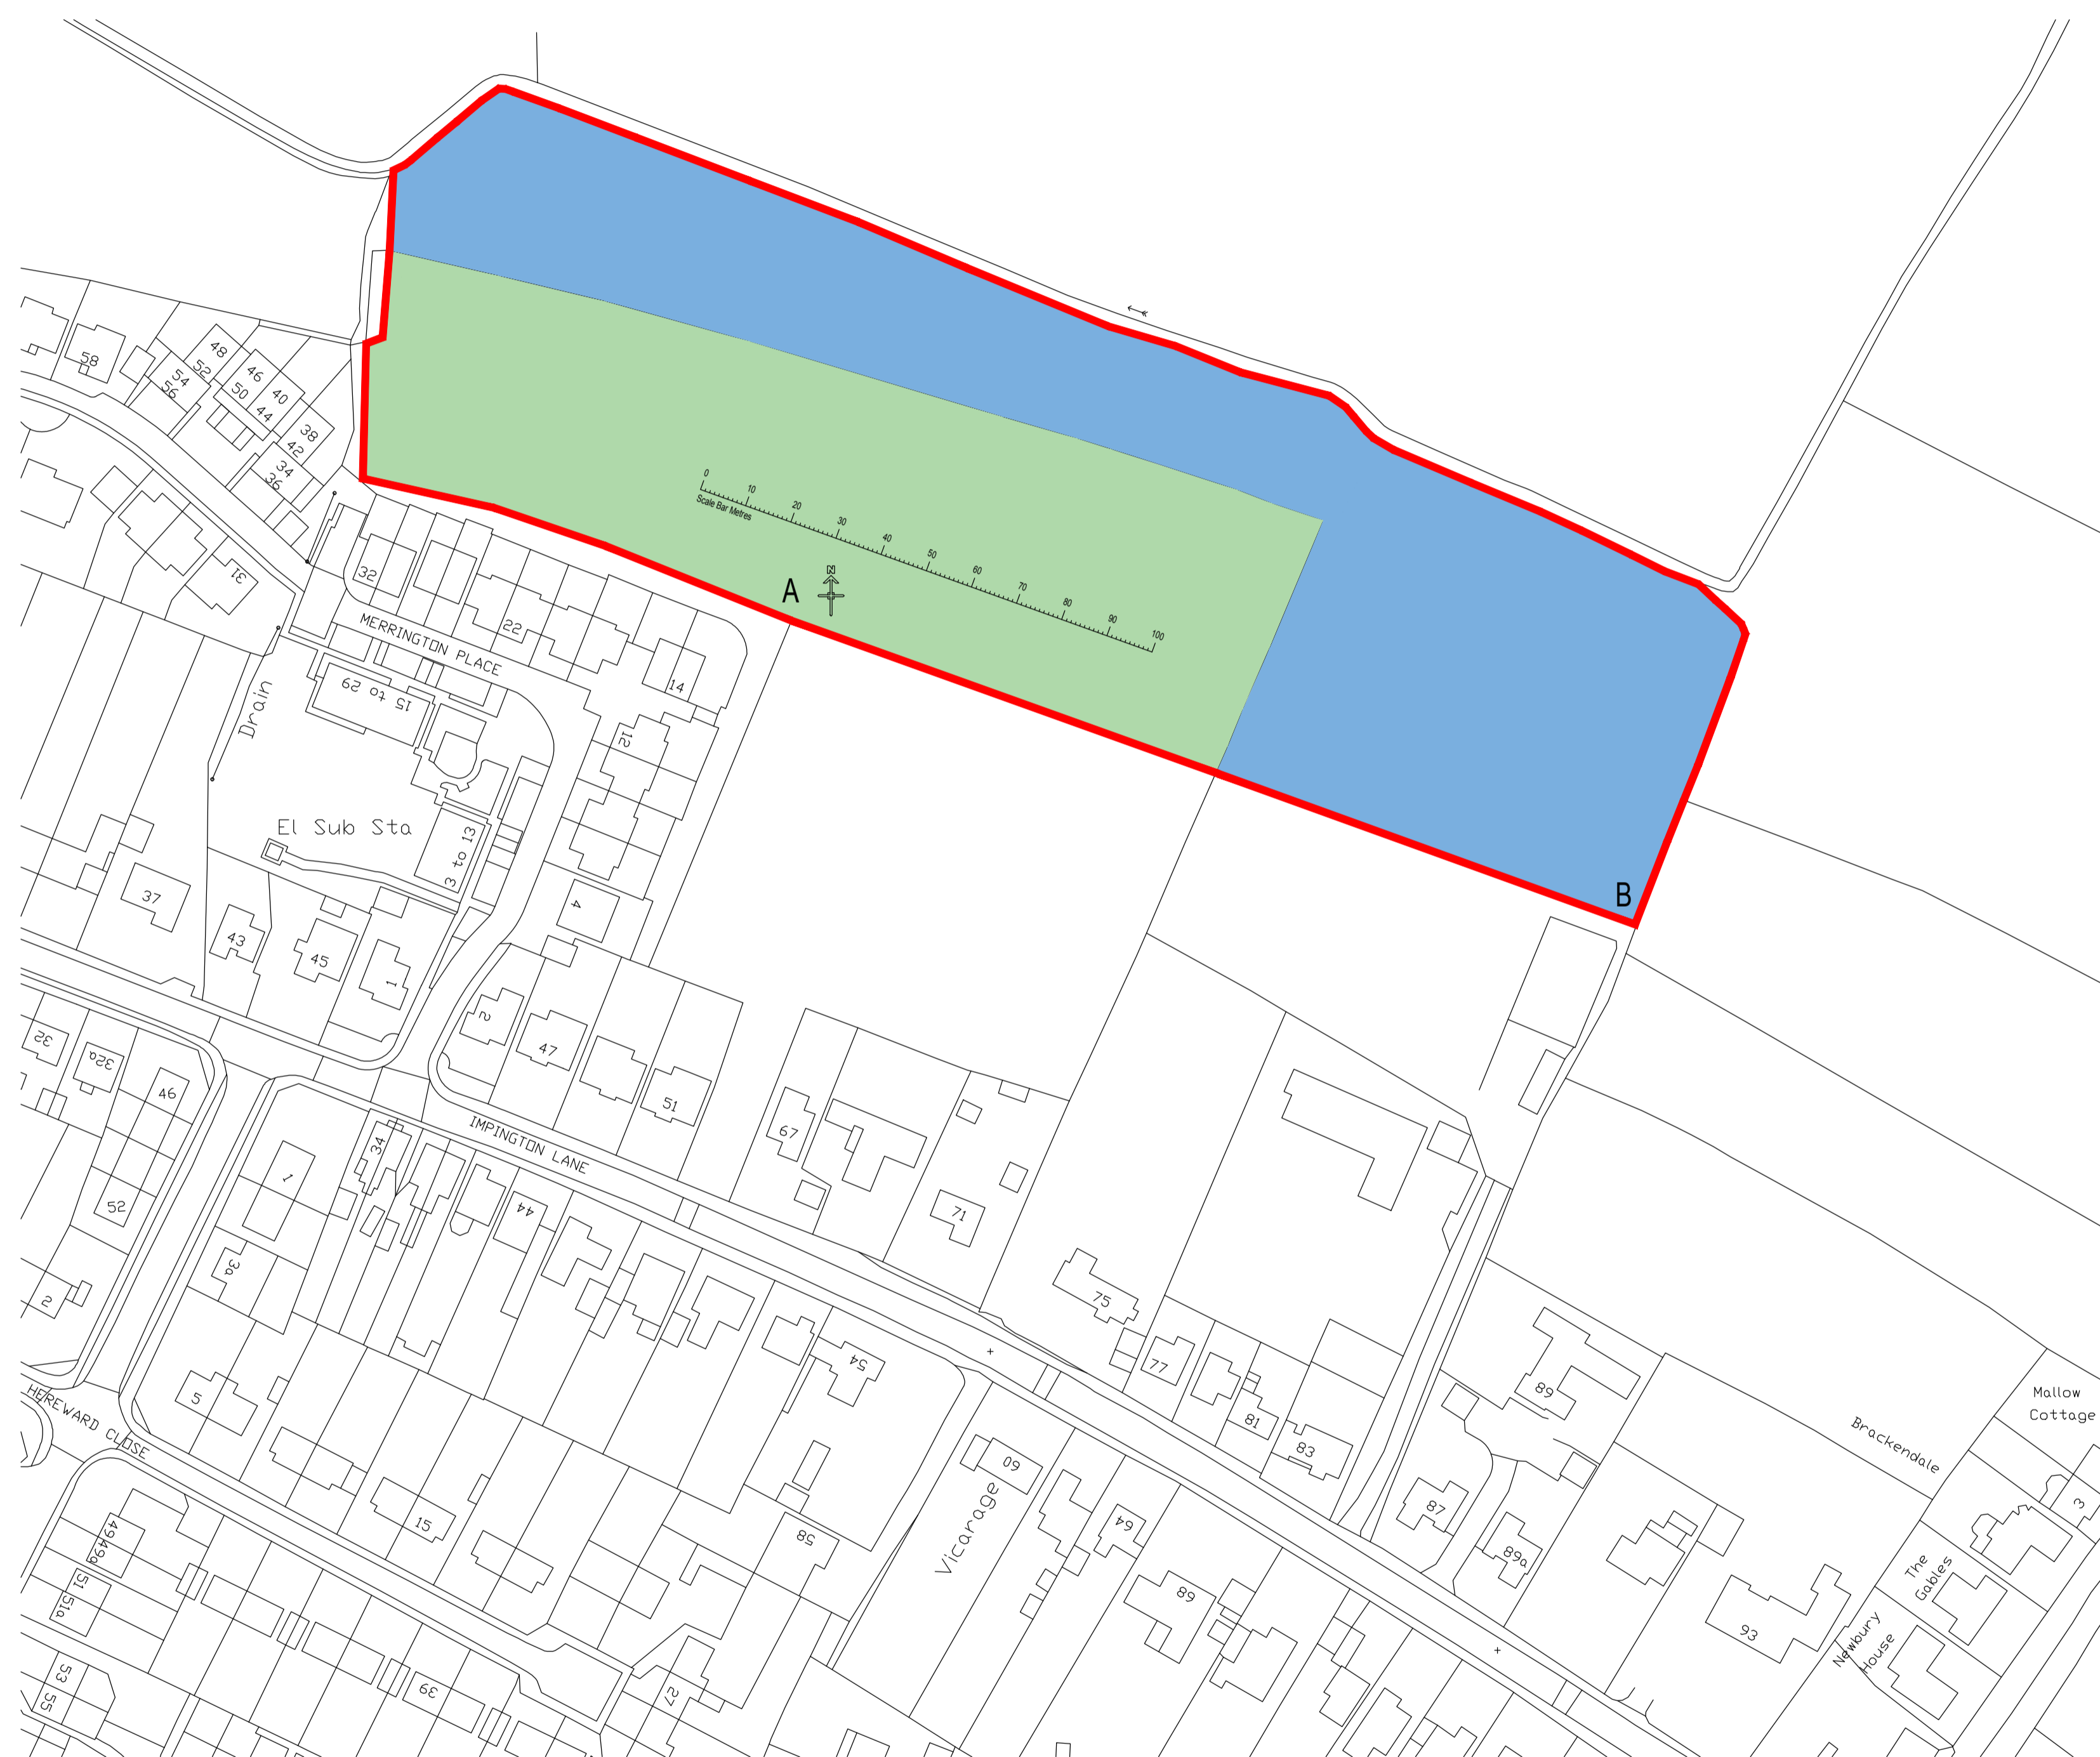 58
48
52
54
56
46
50
40
44
38
42
34
36
0
10
20
30
40
50
60
70
80
90
100
Scale Bar Metres
N
A
B
31
32
22
14
12
MERRINGTON PLACE
15 to 29
Drain
El Sub Sta
3 to 13
4
37
43
45
1
2
47
51
67
71
IMPINGTON LANE
32
32a
46
52
2
1
34
44
3a
5
54
75
77
81
83
89
87
89a
HEREWARD CLOSE
15
60
Vicarage
58
64
68
49
49a
51
51a
53
55
39
27
93
Mallow
Cottage
Brackendale
3
The
Gables
Newbury
House